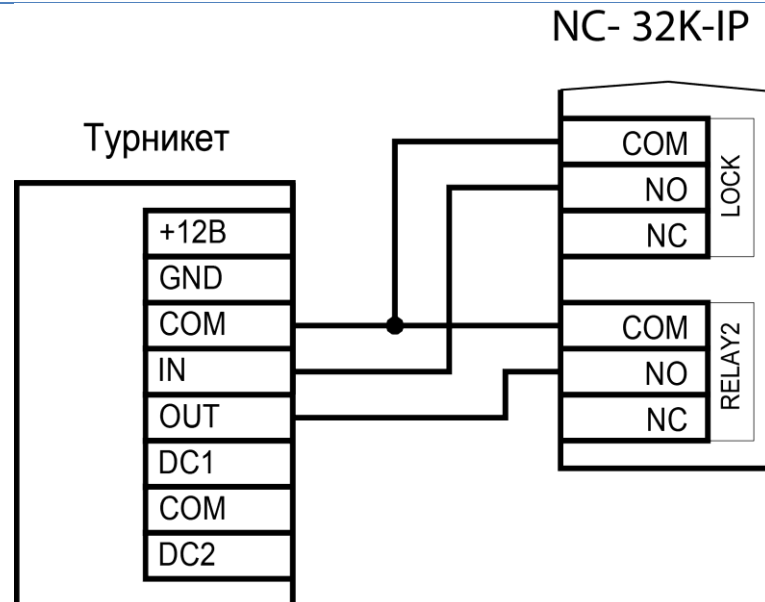 NC- 32K-IP
Турникет
+12В
GND
COM
IN
OUT
DC1
COM
DC2
COM
NO
NC
LOCK
COM
NO
NC
RELAY2